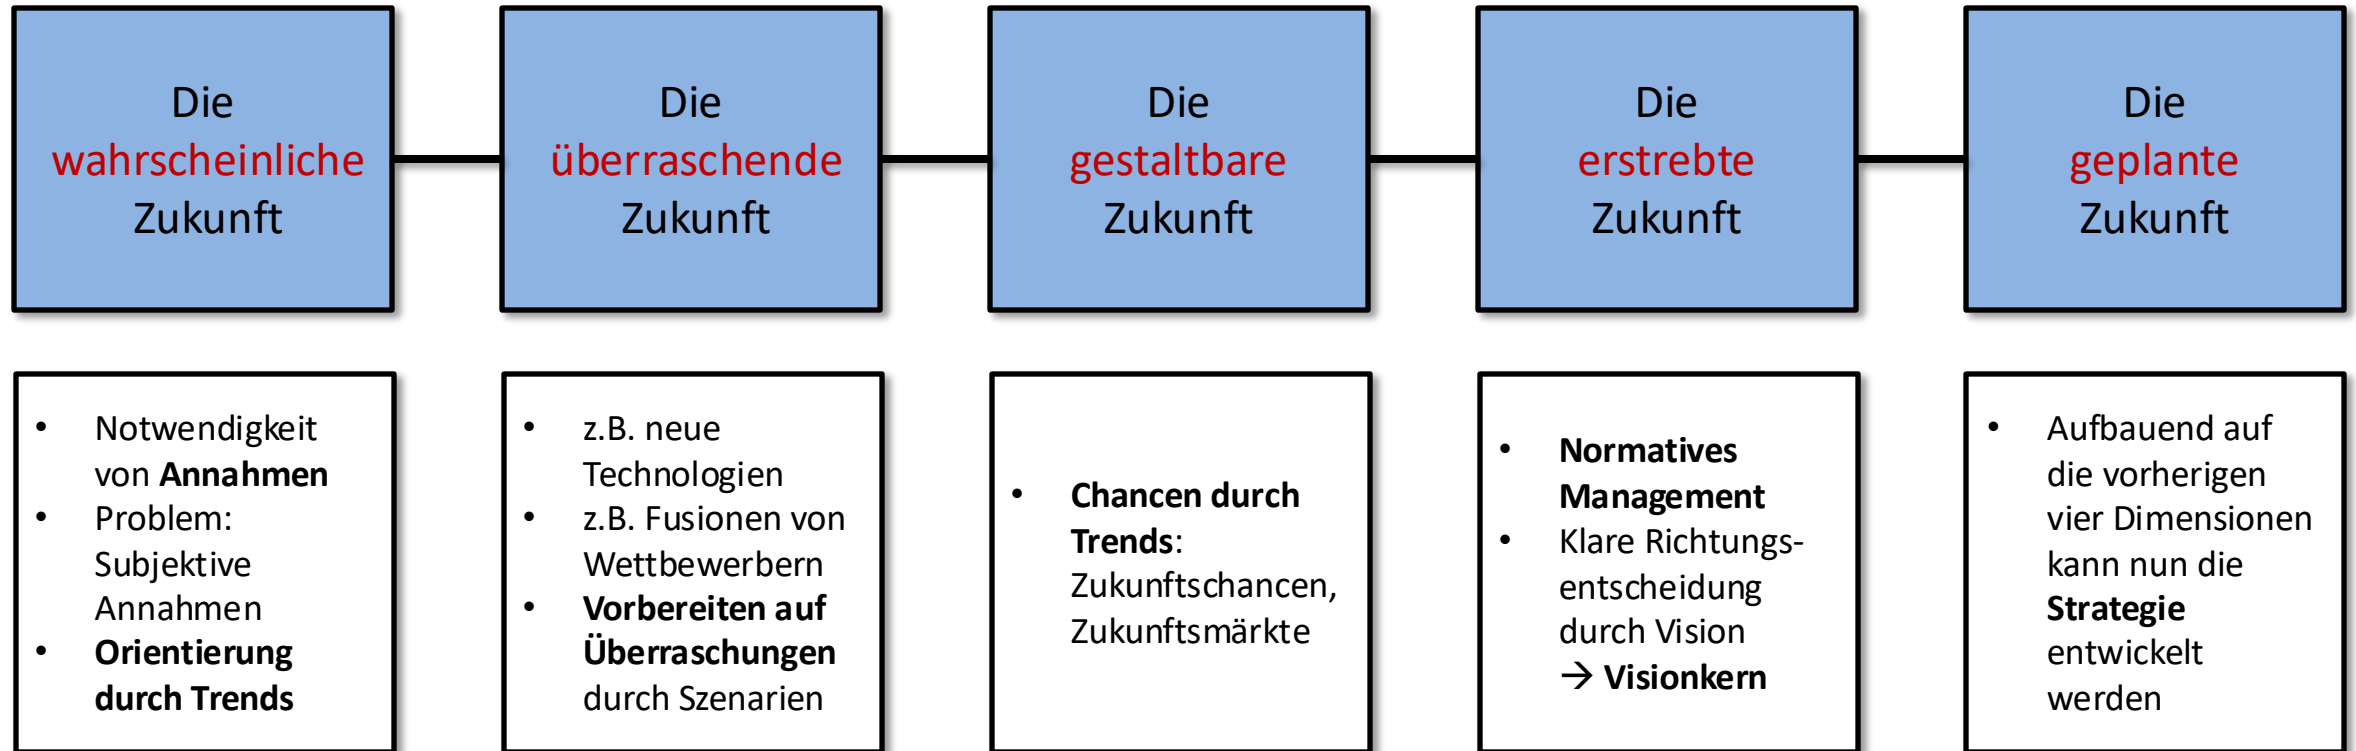 Die
wahrscheinliche
Zukunft
Die
überraschende
Zukunft
Die
gestaltbare
Zukunft
Die
erstrebte
Zukunft
Die
geplante
Zukunft
• Notwendigkeit
von Annahmen
• Problem:
Subjektive
Annahmen
• Orientierung
durch Trends
• z.B. neue
Technologien
• z.B. Fusionen von
Wettbewerbern
• Vorbereiten auf
Überraschungen
durch Szenarien
• Chancen durch
Trends:
Zukunftschancen,
Zukunftsmärkte
• Normatives
Management
• Klare Richtungs-
entscheidung
durch Vision
→ Visionkern
• Aufbauend auf
die vorherigen
vier Dimensionen
kann nun die
Strategie
entwickelt
werden